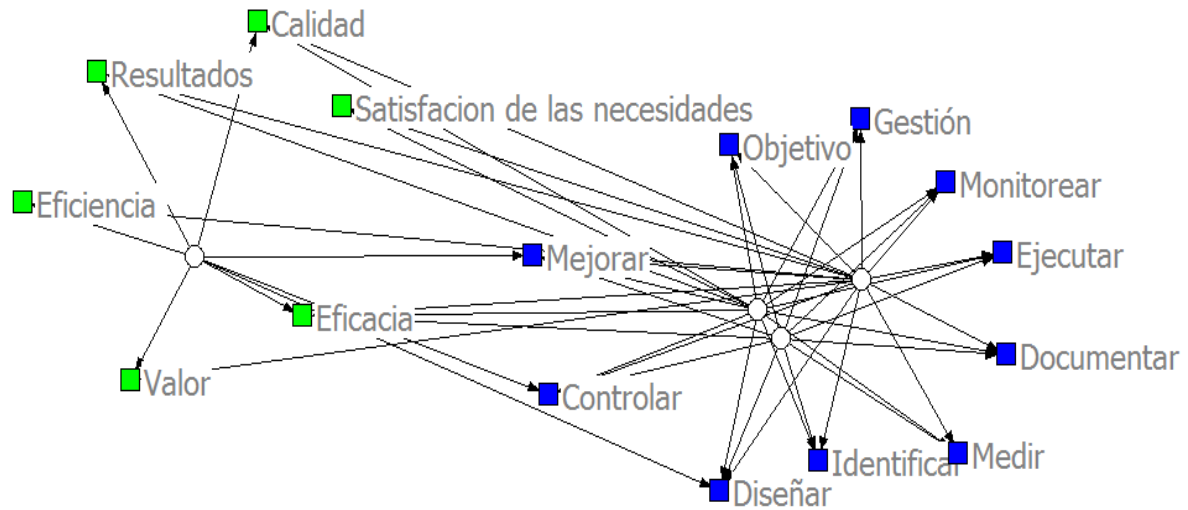 Calidad
Resultados
Satisfacion de las necesidades
Gestión
Objetivo
Monitorear
Eficiencia
Mejorar
Ejecutar
Eficacia
Documentar
Valor
Controlar
Identificar
Medir
Diseñar